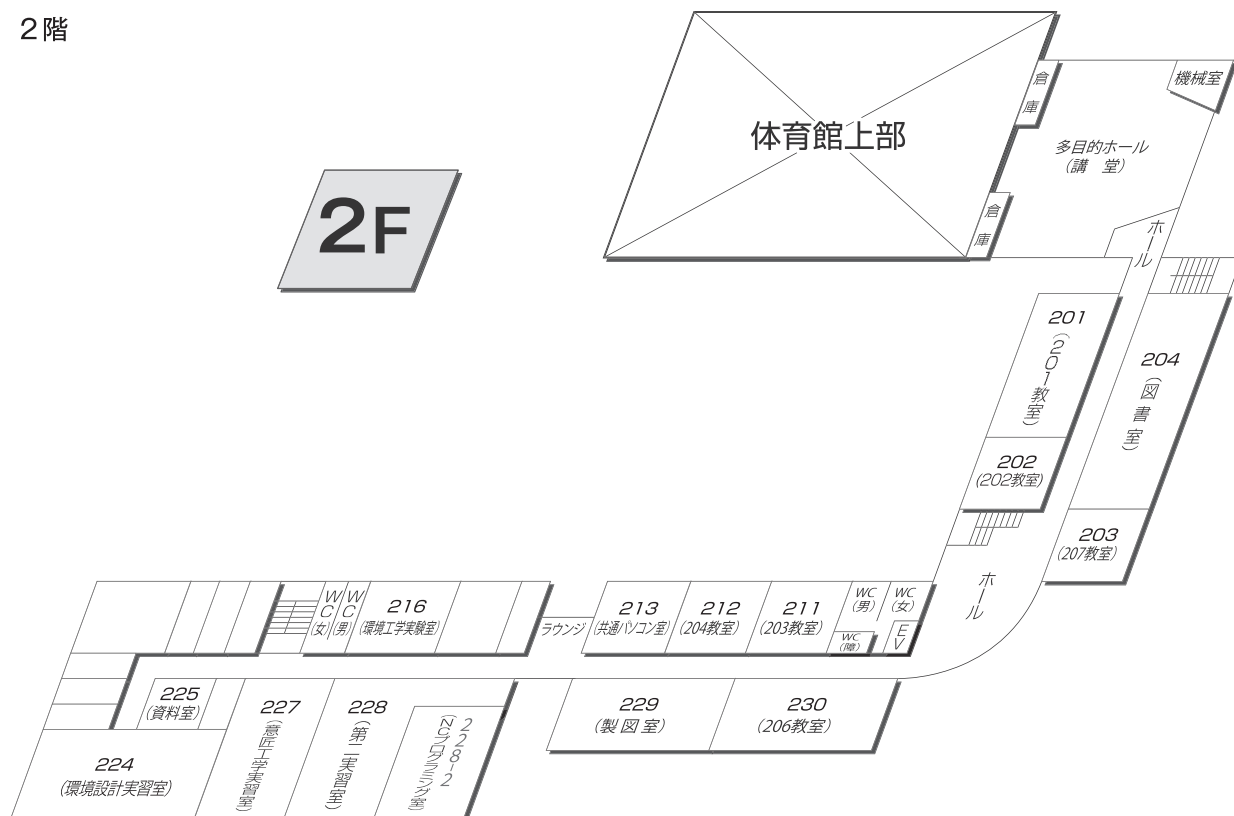 2階
2F
体育館上部
倉庫
機械室
多目的ホール
（講 堂）
倉庫
ホール
201
（201教室）
204
（図書室）
202
（202教室）
203
（207教室）
ホール
WC（女）
WC（男）
216
（環境工学実験室）
ラウンジ
213
（共通パソコン室）
212
（204教室）
211
（203教室）
WC
（男）
WC
（女）
WC
（障）
EV
225
（資料室）
227
（意匠工学実習室）
228
（第二実習室）
228-2
（NCプログラミング室）
229
（製図室）
230
（206教室）
224
（環境設計実習室）